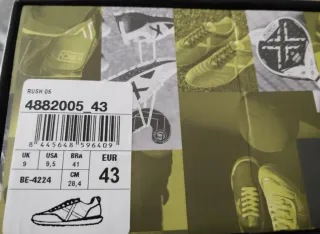 RUSH 06
4882005_43
8 445648 596409
UK USA BRA EUR
9 9,5 41 43
BE-4224 CM
28,4